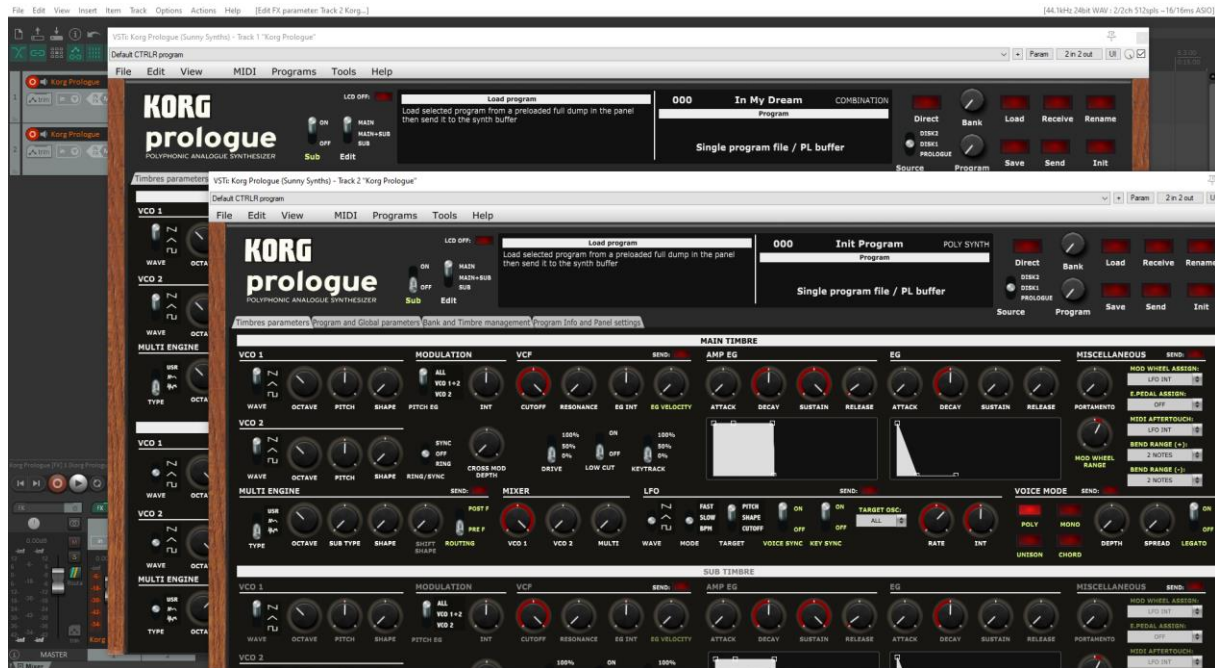 File Edit View Insert Item Track Options Actions Help [Edit FX parameter: Track 2 Korg...] [44.1kHz 24bit WAV : 2/2ch 512spls ~16/16ms ASIO]
VSTi: Korg Prologue (Sunny Synths) - Track 1 "Korg Prologue"
Default CTRLR program + Param 2 in 2 out UI
File Edit View MIDI Programs Tools Help
Korg Prologue
1
Korg Prologue
2
KORG
prologue
POLYPHONIC ANALOGUE SYNTHESIZER
LCD OFF:
ON
OFF
Sub
MAIN
MAIN+SUB
SUB
Edit
Load program
Load selected program from a preloaded full dump in the panel
then send it to the synth buffer
000 In My Dream COMBINATION
Program
Single program file / PL buffer
Direct Bank Load Receive Rename
DISK2
DISK1
PROLOGUE
Source Program Save Send Init
Timbres parameters
VCO 1
WAVE OCTA
VCO 2
WAVE OCTA
MULTI ENGINE
USR
TYPE OCTA
VCO 1
WAVE OCTA
VCO 2
WAVE OCTA
MULTI ENGINE
USR
TYPE OCTA
VSTi: Korg Prologue (Sunny Synths) - Track 2 "Korg Prologue"
Default CTRLR program + Param 2 in 2 out
File Edit View MIDI Programs Tools Help
KORG
prologue
POLYPHONIC ANALOGUE SYNTHESIZER
LCD OFF:
ON
OFF
Sub
MAIN
MAIN+SUB
SUB
Edit
Load program
Load selected program from a preloaded full dump in the panel
then send it to the synth buffer
000 Init Program POLY SYNTH
Program
Single program file / PL buffer
Direct Bank Load Receive Rename
DISK2
DISK1
PROLOGUE
Source Program Save Send Init
Timbres parameters Program and Global parameters Bank and Timbre management Program Info and Panel settings
MAIN TIMBRE
VCO 1 MODULATION VCF SEND: AMP EG EG MISCELLANEOUS SEND:
ALL
VCO 1+2
VCO 2
MOD WHEEL ASSIGN:
LFO INT
E.PEDAL ASSIGN:
OFF
WAVE OCTAVE PITCH SHAPE PITCH EG INT CUTOFF RESONANCE EG INT EG VELOCITY ATTACK DECAY SUSTAIN RELEASE ATTACK DECAY SUSTAIN RELEASE PORTAMENTO
MIDI AFTERTOUCH:
LFO INT
BEND RANGE (+):
2 NOTES
BEND RANGE (-):
2 NOTES
MOD WHEEL
RANGE
VCO 2
SYNC
OFF
RING
100%
50%
0%
ON
OFF
100%
50%
0%
WAVE OCTAVE PITCH SHAPE RING/SYNC CROSS MOD
DEPTH
DRIVE LOW CUT KEYTRACK
MULTI ENGINE SEND: MIXER LFO SEND: VOICE MODE SEND:
USR
POST F
PRE F
FAST
SLOW
BPM
PITCH
SHAPE
CUTOFF
ON
OFF
ON
OFF
TARGET OSC:
ALL
POLY MONO
ON
OFF
TYPE OCTAVE SUB TYPE SHAPE SHIFT
SHAPE
ROUTING VCO 1 VCO 2 MULTI WAVE MODE TARGET VOICE SYNC KEY SYNC RATE INT
UNISON CHORD DEPTH SPREAD LEGATO
SUB TIMBRE
VCO 1 MODULATION VCF SEND: AMP EG EG MISCELLANEOUS SEND:
ALL
VCO 1+2
VCO 2
MOD WHEEL ASSIGN:
LFO INT
E.PEDAL ASSIGN:
OFF
WAVE OCTAVE PITCH SHAPE PITCH EG INT CUTOFF RESONANCE EG INT EG VELOCITY ATTACK DECAY SUSTAIN RELEASE ATTACK DECAY SUSTAIN RELEASE PORTAMENTO
MIDI AFTERTOUCH:
LFO INT
VCO 2
100% ON 100%
FX
0.00dB
-inf -inf
MASTER
Mixer